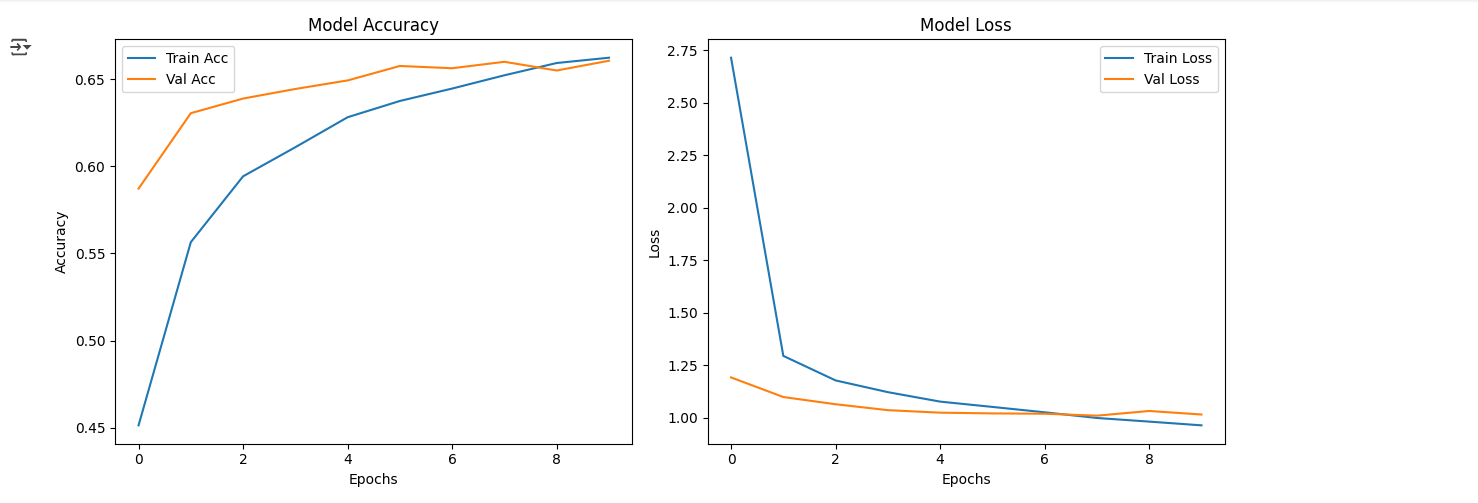 Model Accuracy
Train Acc
Val Acc
0.65
0.60
0.55
0.50
0.45
Accuracy
0 2 4 6 8
Epochs
Model Loss
Train Loss
Val Loss
2.75
2.50
2.25
2.00
1.75
1.50
1.25
1.00
Loss
0 2 4 6 8
Epochs